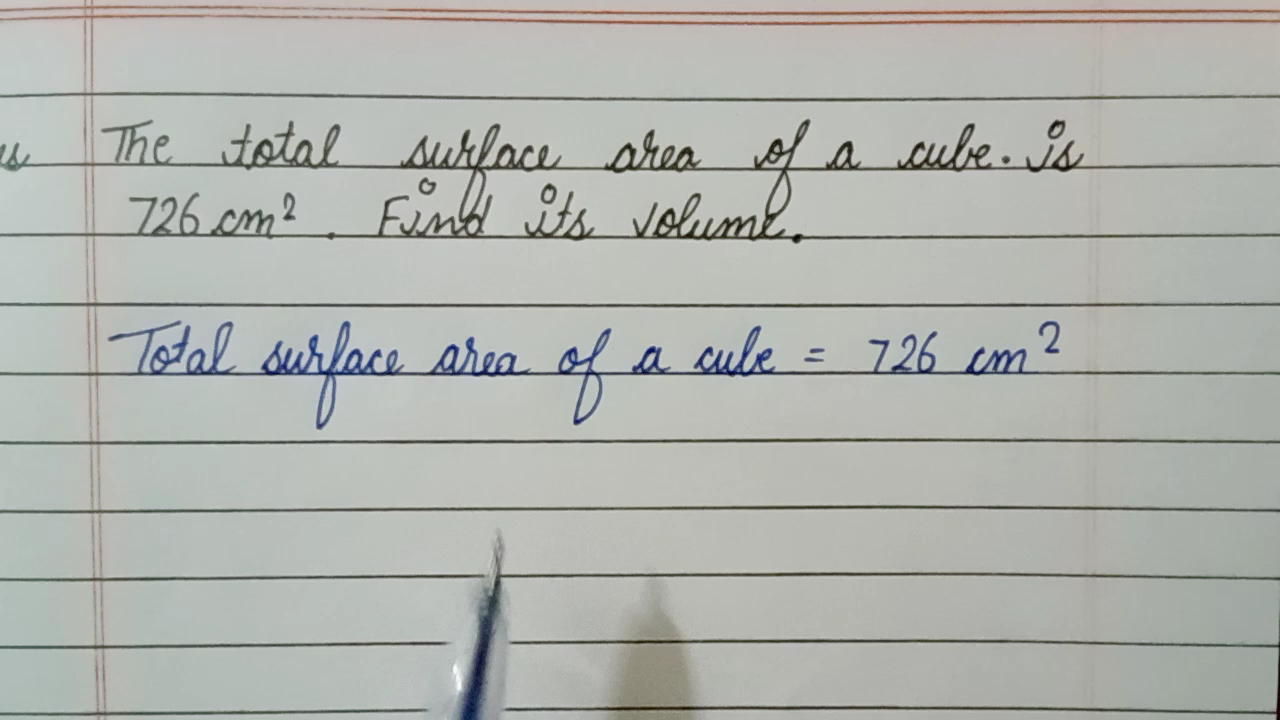 The total surface area of a cube. is
726 cm². Find its volume.
Total surface area of a cube = 726 cm²